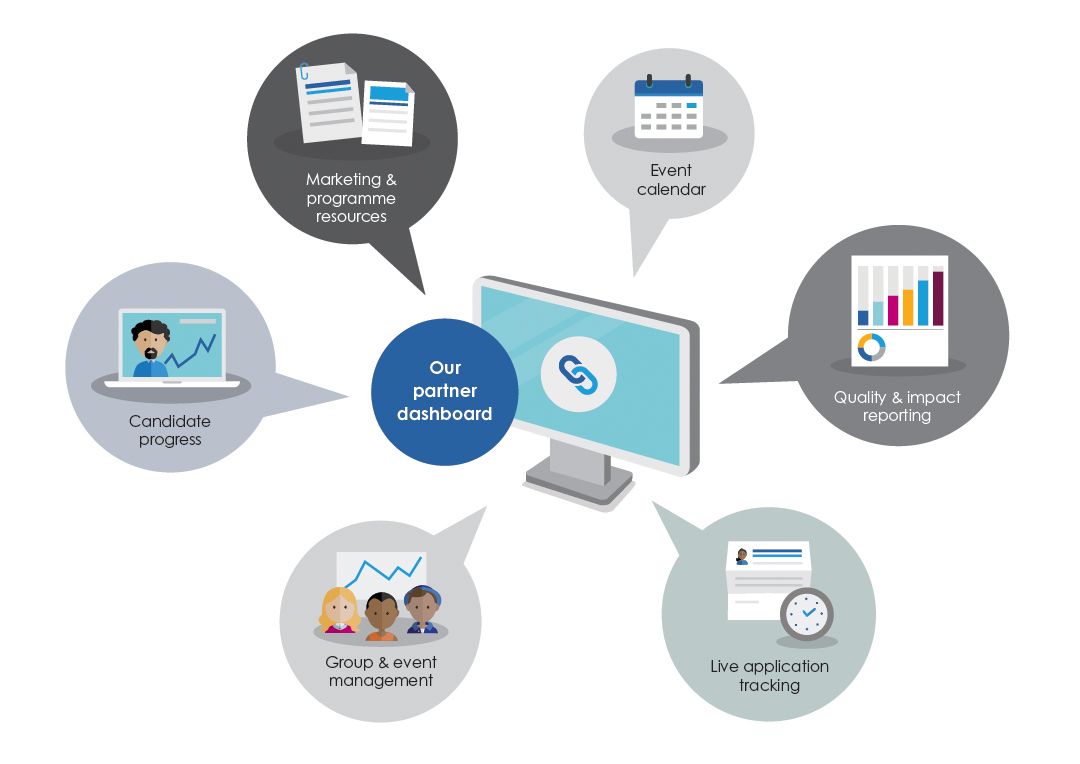 Marketing &
programme
resources
Event
calendar
Candidate
progress
Our
partner
dashboard
Quality & impact
reporting
Group & event
management
Live application
tracking